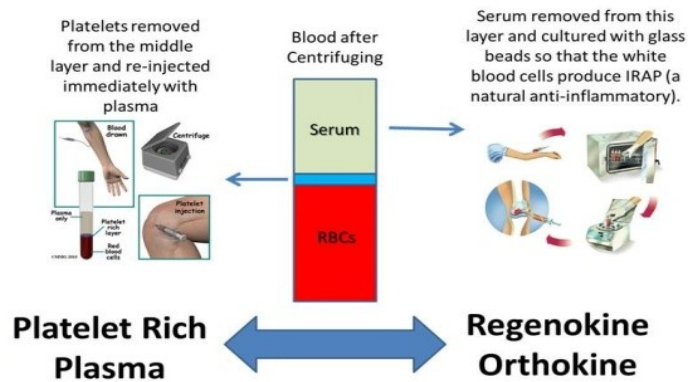 Platelets removed
from the middle
layer and re-injected
immediately with
plasma
Blood
drawn
Centrifuge
Plasma
only
Platelet
rich
layer
Red
blood
cells
Platelet
injection
Blood after
Centrifuging
Serum
RBCs
Serum removed from this
layer and cultured with glass
beads so that the white
blood cells produce IRAP (a
natural anti-inflammatory).
Platelet Rich
Plasma
Regenokine
Orthokine